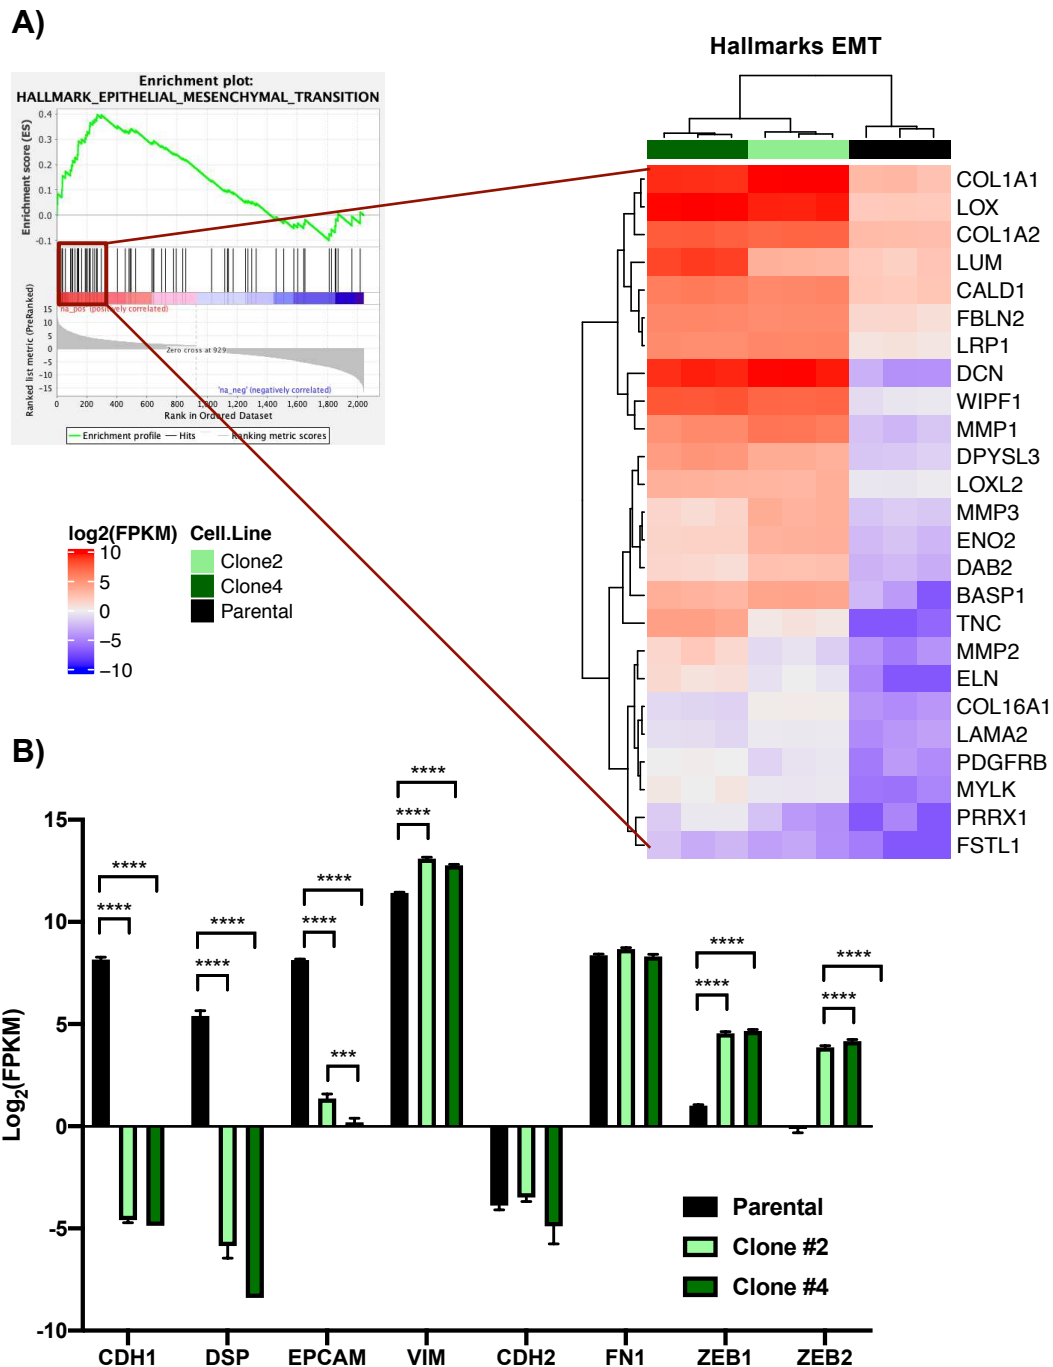 A)
Hallmarks EMT
Enrichment plot:
HALLMARK_EPITHELIAL_MESENCHYMAL_TRANSITION
Enrichment score (ES)
0.4
0.3
0.2
0.1
0.0
-0.1
'na_pos' (positively correlated)
Ranked list metric (PreRanked)
15
10
5
0
-5
-10
-15
Zero cross at 929
'na_neg' (negatively correlated)
0 200 400 600 800 1,000 1,200 1,400 1,600 1,800 2,000
Rank in Ordered Dataset
Enrichment profile Hits Ranking metric scores
COL1A1
LOX
COL1A2
LUM
CALD1
FBLN2
LRP1
DCN
WIPF1
MMP1
DPYSL3
LOXL2
MMP3
ENO2
DAB2
BASP1
TNC
MMP2
ELN
COL16A1
LAMA2
PDGFRB
MYLK
PRRX1
FSTL1
log2(FPKM)
10
5
0
−5
−10
Cell.Line
Clone2
Clone4
Parental
B)
Log2(FPKM)
15
10
5
0
-5
-10
**** ****
**** ****
**** **** ***
**** ****
**** ****
**** ****
Parental
Clone #2
Clone #4
CDH1 DSP EPCAM VIM CDH2 FN1 ZEB1 ZEB2